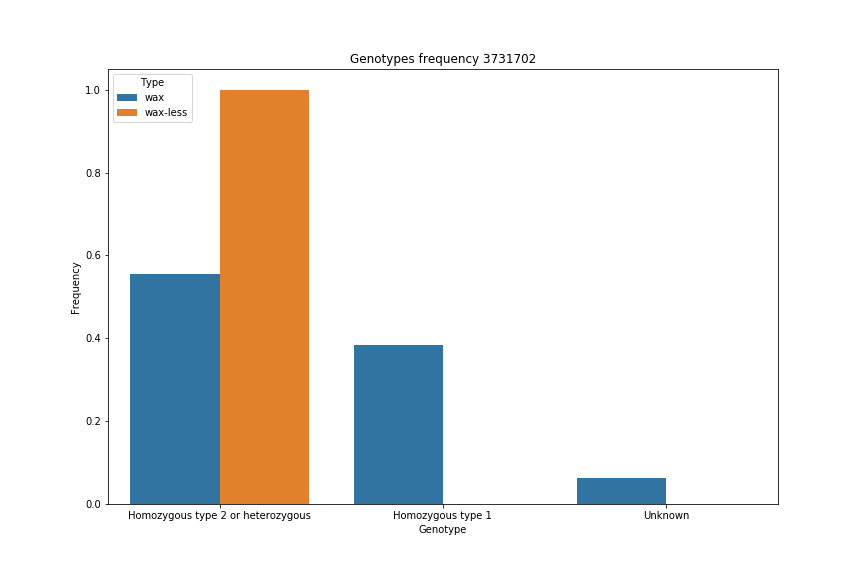 Genotypes frequency 3731702
Type
wax
wax-less
1.0
0.8
0.6
0.4
0.2
0.0
Frequency
Homozygous type 2 or heterozygous
Homozygous type 1
Unknown
Genotype